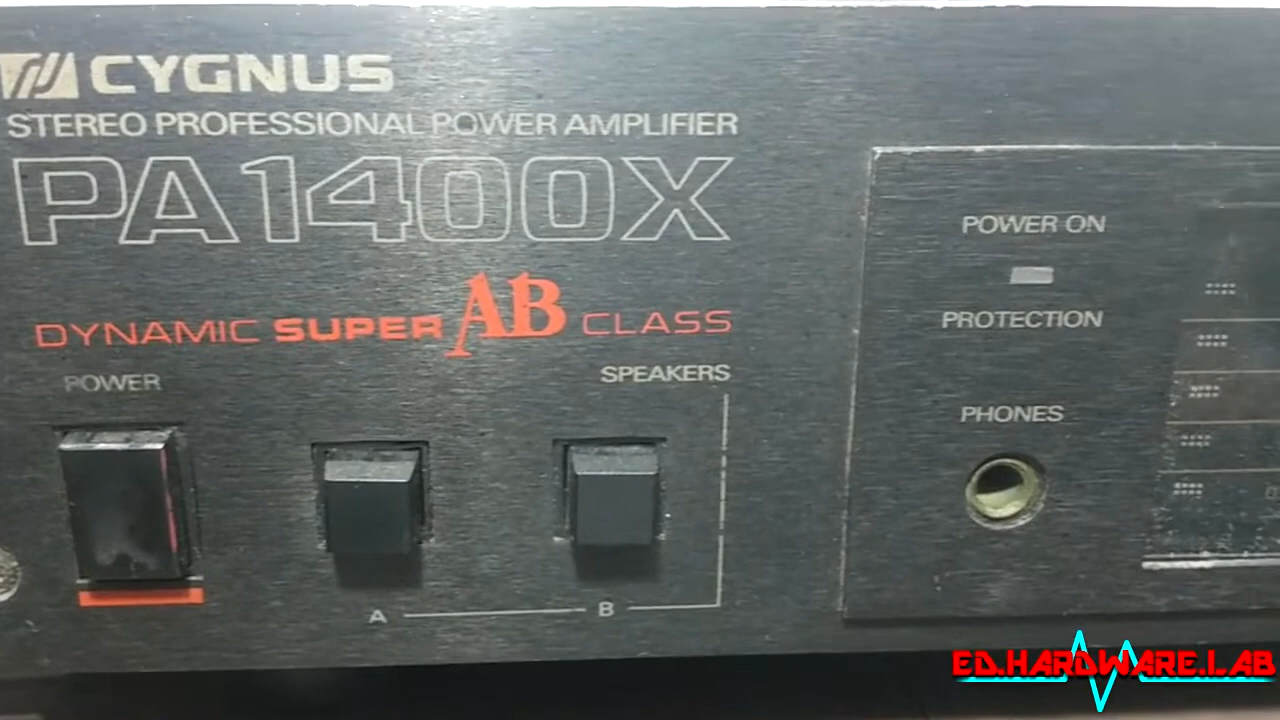 CYGNUS
STEREO PROFESSIONAL POWER AMPLIFIER
PA1400X
DYNAMIC SUPER AB CLASS
POWER
SPEAKERS
A
B
POWER ON
PROTECTION
PHONES
ED.HARDWARE.LAB